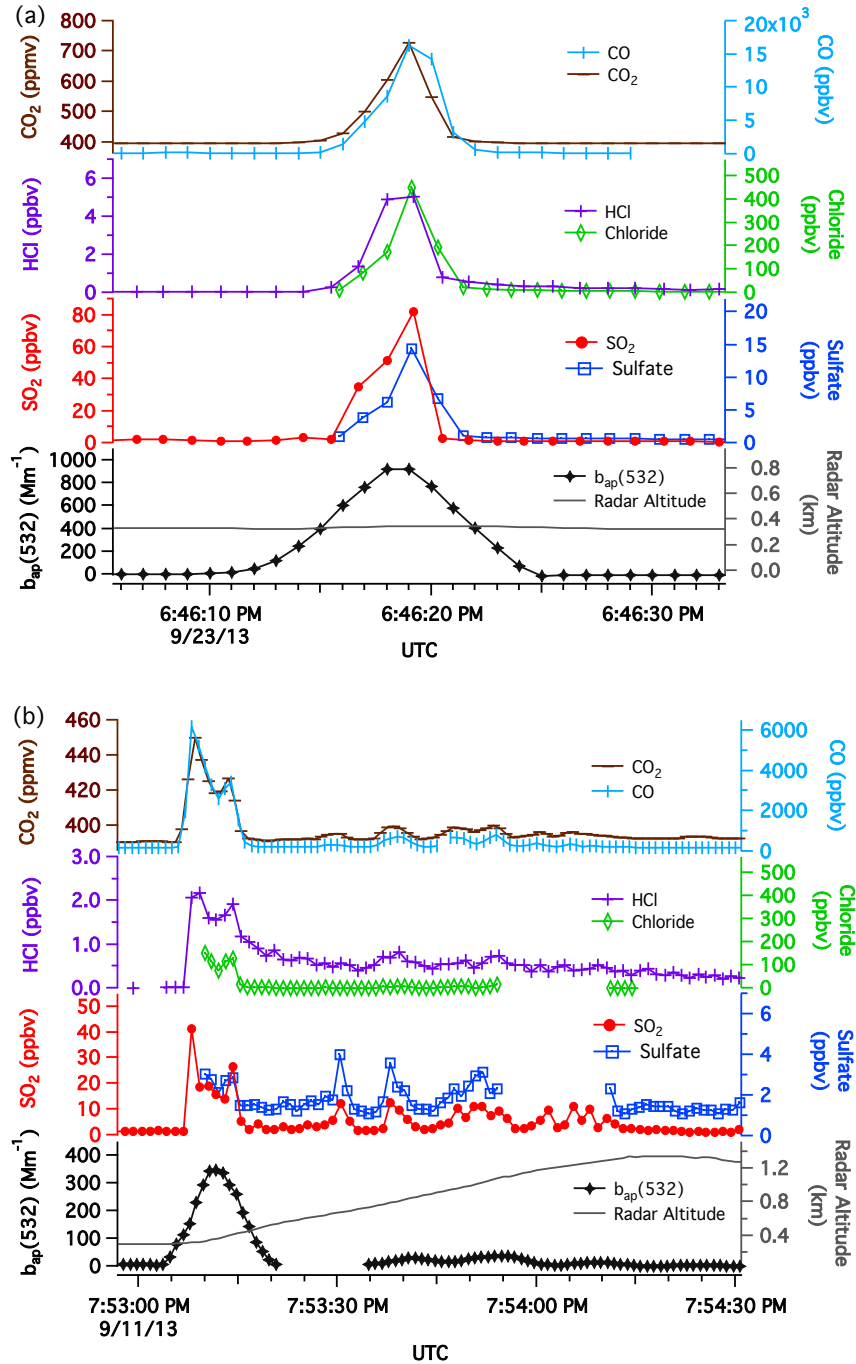 (a)
800
700
600
500
400
CO2 (ppmv)
20x10³
15
10
5
0
CO (ppbv)
CO
CO2
6
4
2
0
HCl (ppbv)
500
400
300
200
100
0
Chloride (ppbv)
HCl
Chloride
80
60
40
20
0
SO2 (ppbv)
20
15
10
5
0
Sulfate (ppbv)
SO2
Sulfate
1000
800
600
400
200
0
bap(532) (Mm⁻¹)
0.8
0.6
0.4
0.2
0.0
Radar Altitude (km)
bap(532)
Radar Altitude
6:46:10 PM
9/23/13
6:46:20 PM
6:46:30 PM
UTC
(b)
460
440
420
400
CO2 (ppmv)
6000
4000
2000
0
CO (ppbv)
CO2
CO
3.0
2.0
1.0
0.0
HCl (ppbv)
500
400
300
200
100
0
Chloride (ppbv)
HCl
Chloride
50
40
30
20
10
0
SO2 (ppbv)
6
4
2
0
Sulfate (ppbv)
SO2
Sulfate
400
300
200
100
0
bap(532) (Mm⁻¹)
1.2
0.8
0.4
Radar Altitude (km)
bap(532)
Radar Altitude
7:53:00 PM
9/11/13
7:53:30 PM
7:54:00 PM
7:54:30 PM
UTC